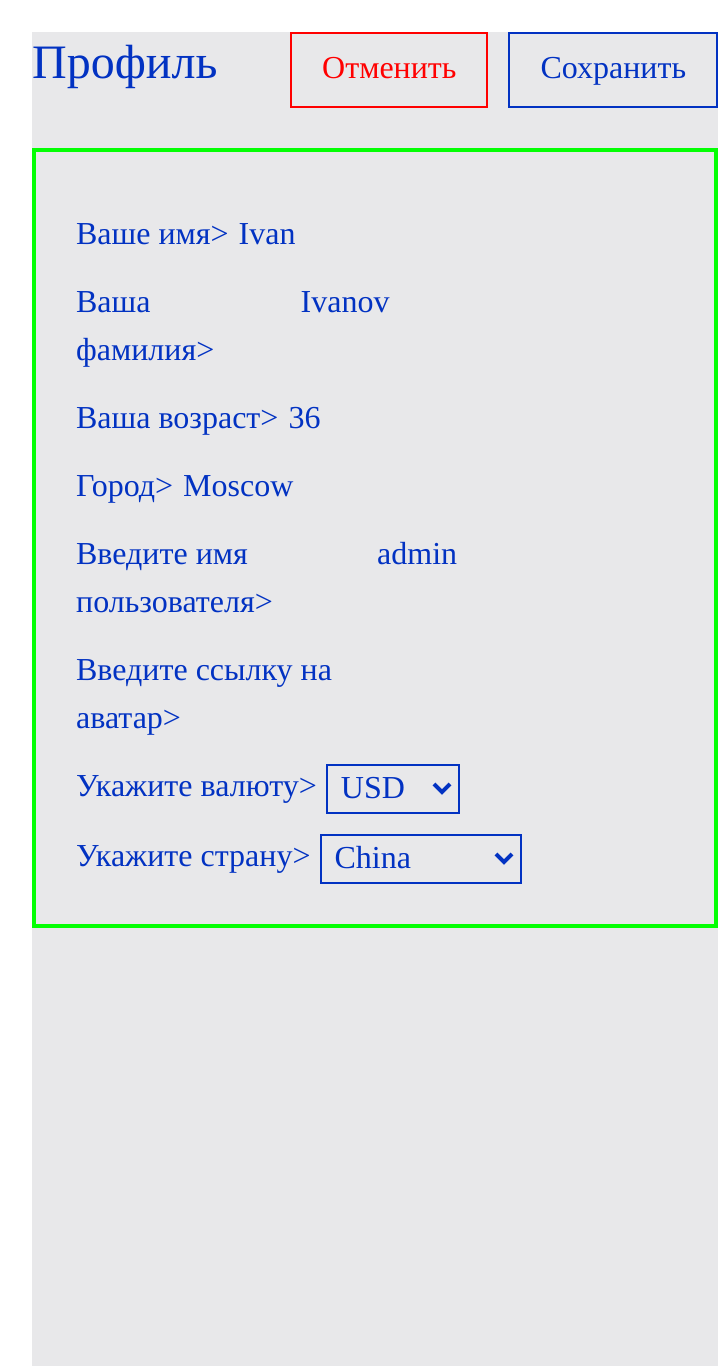 Профиль Отменить Сохранить
Ваше имя> Ivan
Ваша Ivanov
фамилия>
Ваша возраст> 36
Город> Moscow
Введите имя admin
пользователя>
Введите ссылку на
аватар>
Укажите валюту> USD
Укажите страну> China